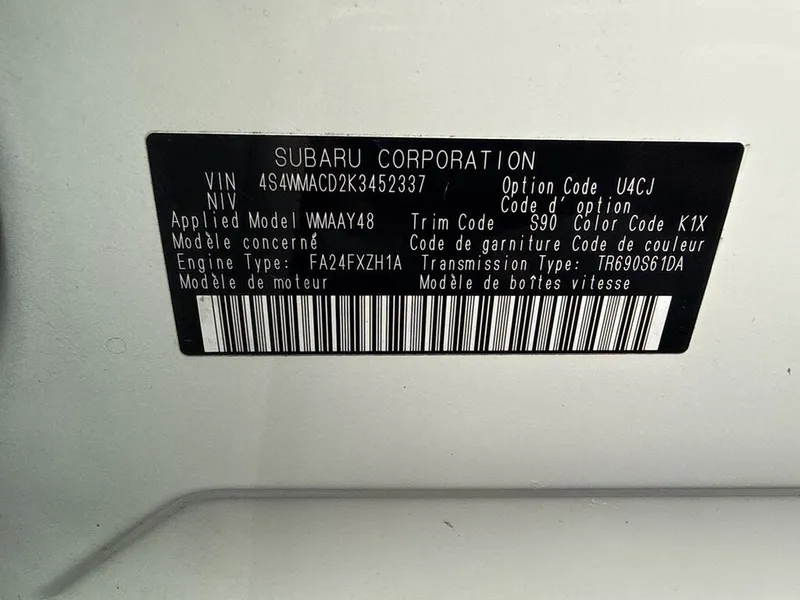 SUBARU CORPORATION
VIN 4S4WMACD2K3452337 Option Code U4CJ
NIV Code d'option
Applied Model WMAAY48 Trim Code S90 Color Code K1X
Modèle concerné Code de garniture Code de couleur
Engine Type: FA24FXZH1A Transmission Type: TR690S61DA
Modèle de moteur Modèle de boîtes vitesse